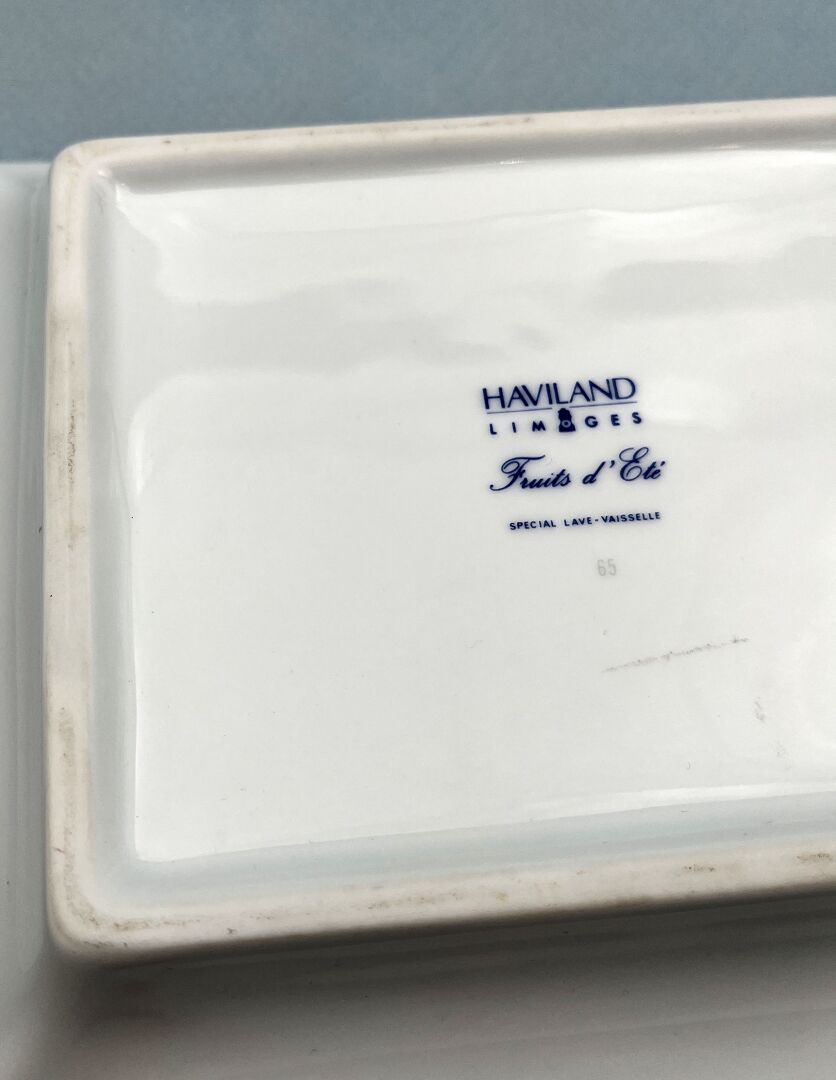 HAVILAND
LIMOGES
Fruits d'Eté
SPECIAL LAVE-VAISSELLE
65